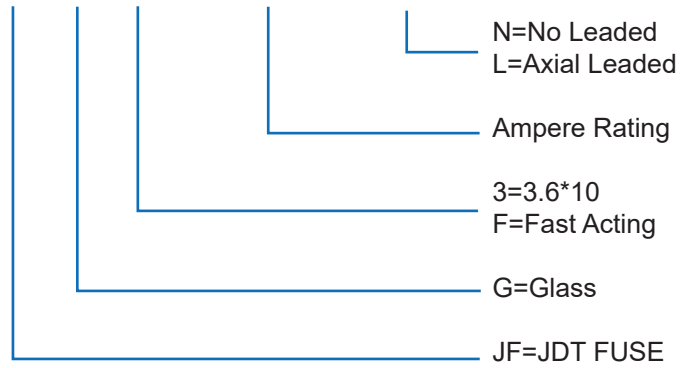 N=No Leaded
L=Axial Leaded
Ampere Rating
3=3.6*10
F=Fast Acting
G=Glass
JF=JDT FUSE